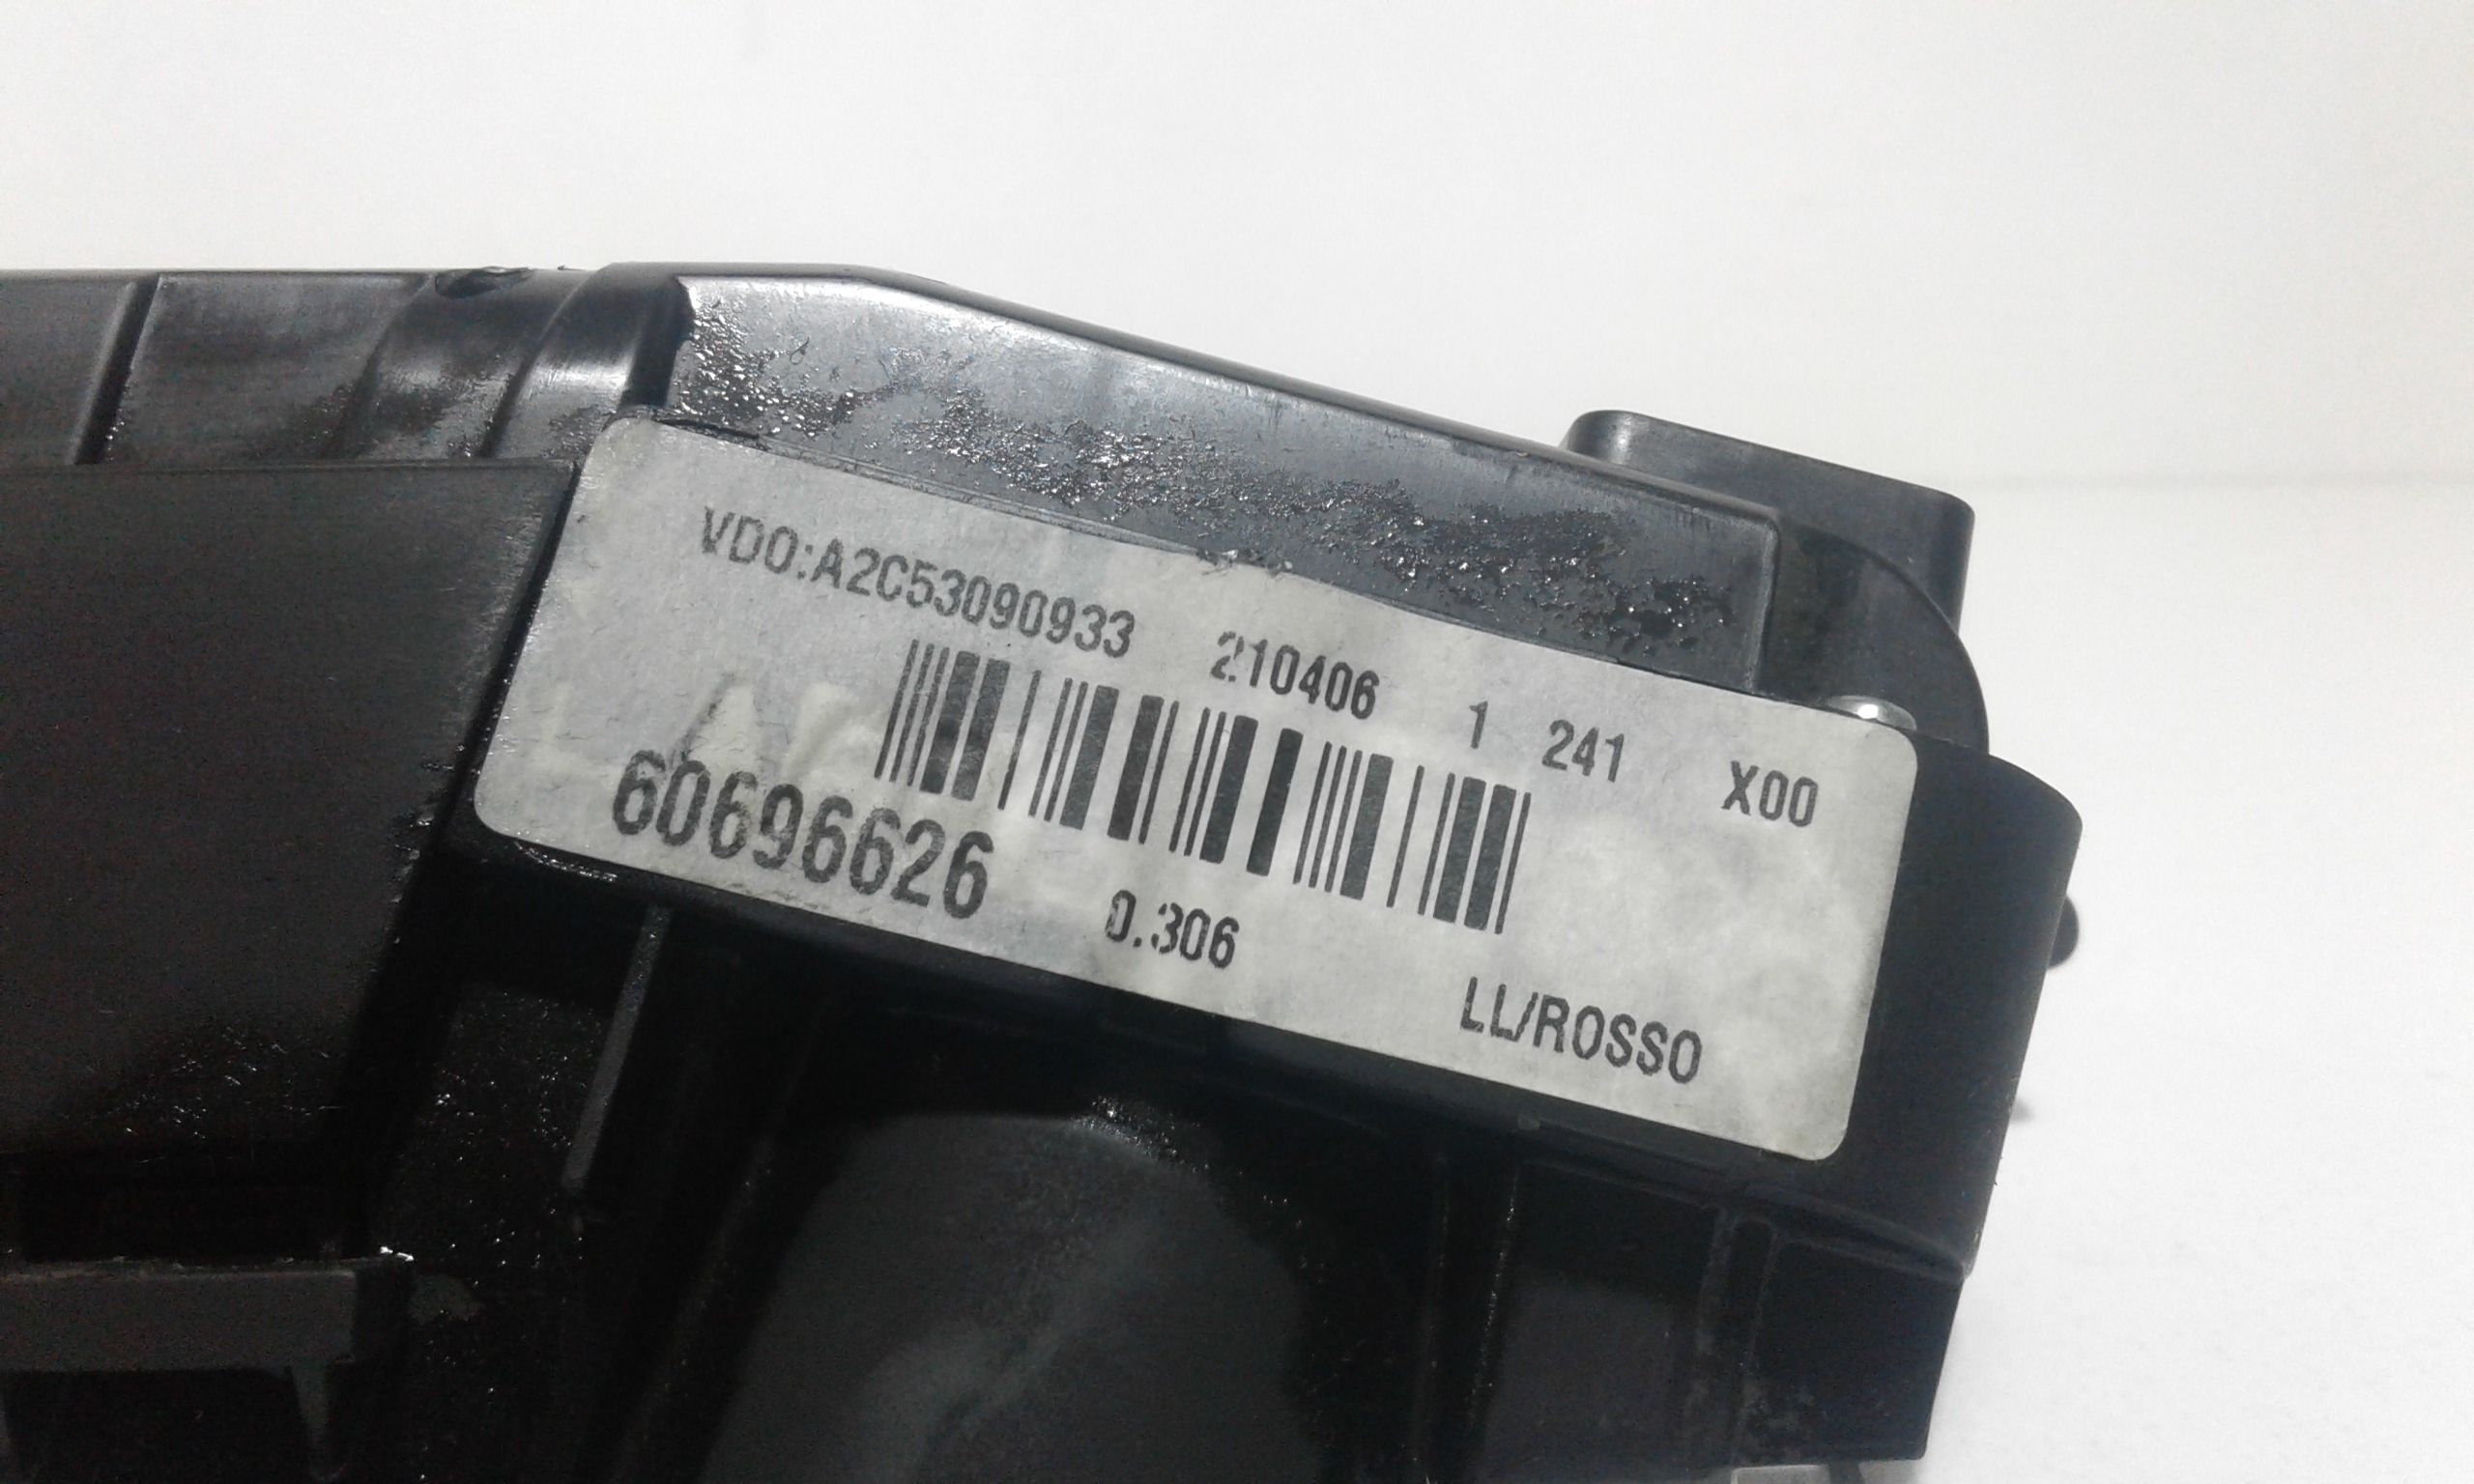 VDO:A2C53090933 210406 1 241 X00
60696626 0.306 LL/ROSSO